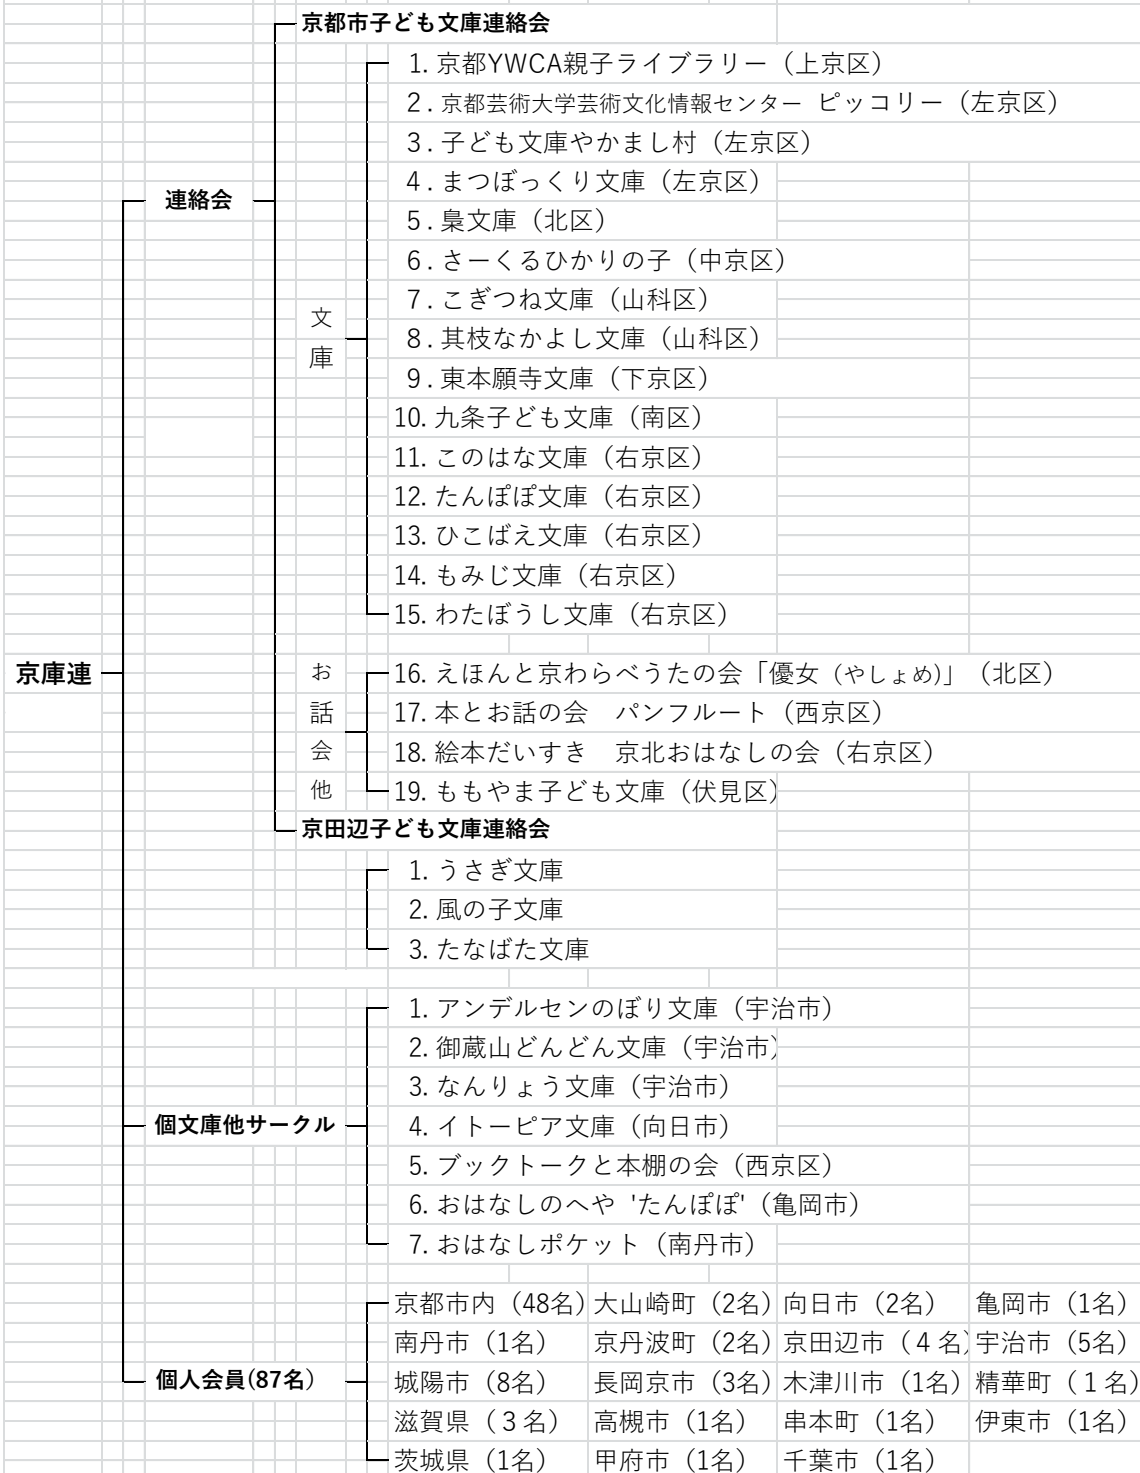 京都市子ども文庫連絡会
1. 京都YWCA親子ライブラリー（上京区）
2. 京都芸術大学芸術文化情報センター ピッコリー（左京区）
3. 子ども文庫やかまし村（左京区）
4. まつぼっくり文庫（左京区）
連絡会
5. 梟文庫（北区）
6. さーくるひかりの子（中京区）
7. こぎつね文庫（山科区）
文庫
8. 其枝なかよし文庫（山科区）
9. 東本願寺文庫（下京区）
10. 九条子ども文庫（南区）
11. このはな文庫（右京区）
12. たんぽぽ文庫（右京区）
13. ひこばえ文庫（右京区）
14. もみじ文庫（右京区）
15. わたぼうし文庫（右京区）
京庫連
お話会他
16. えほんと京わらべうたの会「優女（やしょめ)」（北区）
17. 本とお話の会　パンフルート（西京区）
18. 絵本だいすき　京北おはなしの会（右京区）
19. ももやま子ども文庫（伏見区）
京田辺子ども文庫連絡会
1. うさぎ文庫
2. 風の子文庫
3. たなばた文庫
1. アンデルセンのぼり文庫（宇治市）
2. 御蔵山どんどん文庫（宇治市）
3. なんりょう文庫（宇治市）
個文庫他サークル
4. イトーピア文庫（向日市）
5. ブックトークと本棚の会（西京区）
6. おはなしのへや 'たんぽぽ'（亀岡市）
7. おはなしポケット（南丹市）
京都市内（48名） 大山崎町（2名） 向日市（2名） 亀岡市（1名）
南丹市（1名） 京丹波町（2名） 京田辺市（４名） 宇治市（5名）
個人会員(87名）
城陽市（8名） 長岡京市（3名） 木津川市（1名） 精華町（１名）
滋賀県（３名） 高槻市（1名） 串本町（1名） 伊東市（1名）
茨城県（1名） 甲府市（1名） 千葉市（1名）